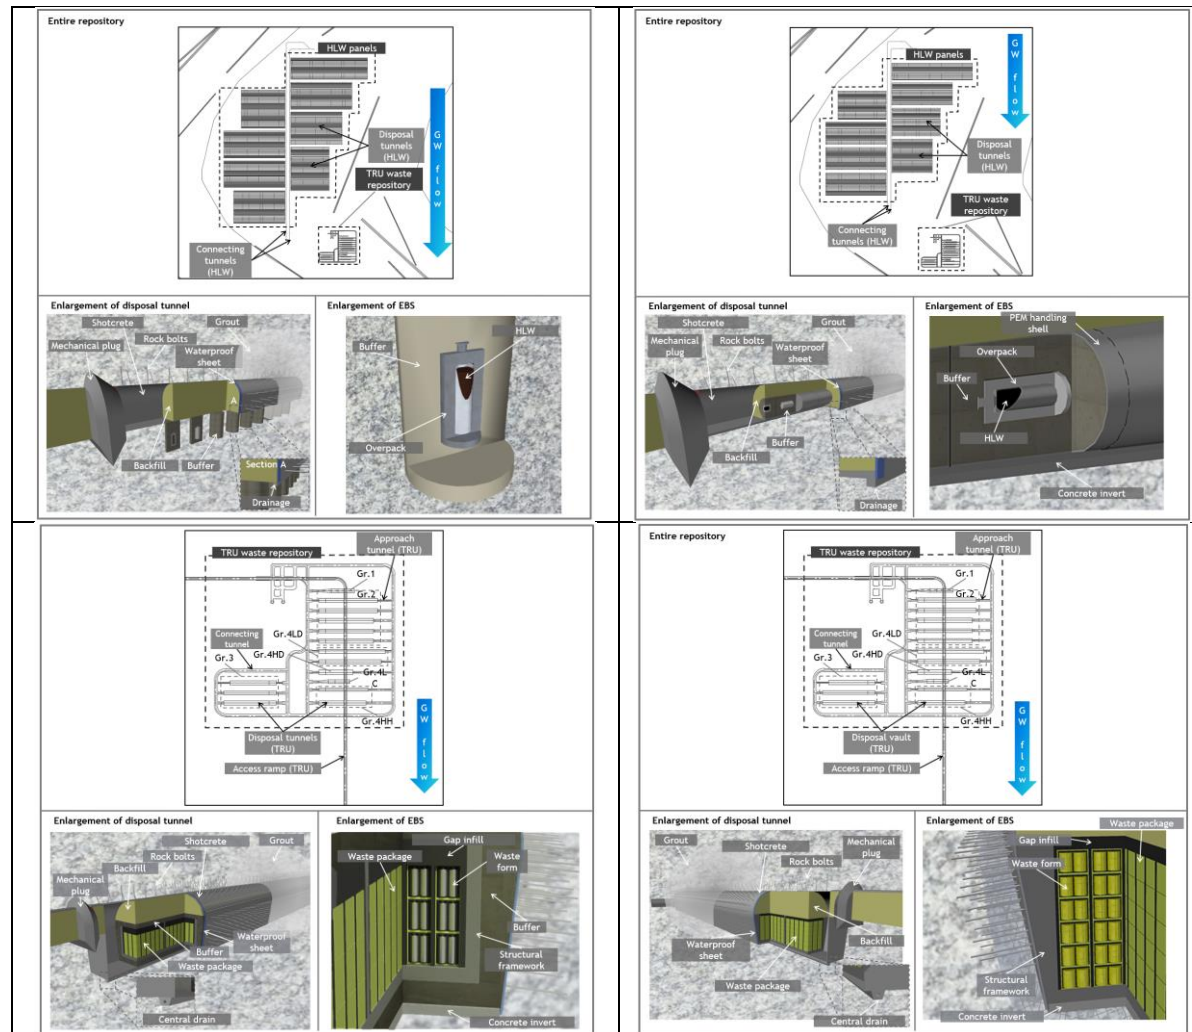 Entire repository
HLW panels
Disposal
tunnels
(HLW)
TRU waste
repository
Connecting
tunnels
(HLW)
GW flow
Enlargement of disposal tunnel
Shotcrete
Grout
Mechanical plug
Rock bolts
Waterproof
sheet
A
Backfill
Buffer
Section A
Drainage
Enlargement of EBS
HLW
Buffer
Overpack
Entire repository
GW flow
HLW panels
Disposal
tunnels
(HLW)
TRU waste
repository
Connecting
tunnels (HLW)
Enlargement of disposal tunnel
Shotcrete
Grout
Mechanical
plug
Rock bolts
Waterproof
sheet
Buffer
Backfill
Drainage
Enlargement of EBS
PEM handling
shell
Overpack
Buffer
HLW
Concrete invert
Approach
tunnel (TRU)
TRU waste repository
Gr.1
Gr.2
Gr.4LD
Connecting
tunnel
Gr.4HD
Gr.3
Gr.4L
C
Gr.4HH
Disposal tunnels
(TRU)
Access ramp (TRU)
GW flow
Enlargement of disposal tunnel
Shotcrete
Grout
Rock bolts
Backfill
Mechanical
plug
Buffer
Waterproof
sheet
Waste package
Central drain
Enlargement of EBS
Gap infill
Waste package
Waste
form
Buffer
Structural
framework
Concrete invert
Entire repository
Approach
tunnel (TRU)
TRU waste repository
Gr.1
Gr.2
Gr.4LD
Connecting
tunnel
Gr.4HD
Gr.3
Gr.4L
C
Gr.4HH
Disposal vault
(TRU)
Access ramp (TRU)
GW flow
Enlargement of disposal tunnel
Grout
Shotcrete
Mechanical
plug
Rock bolts
Waterproof
sheet
Backfill
Waste package
Central drain
Enlargement of EBS
Waste package
Gap infill
Waste form
Structural
framework
Concrete invert